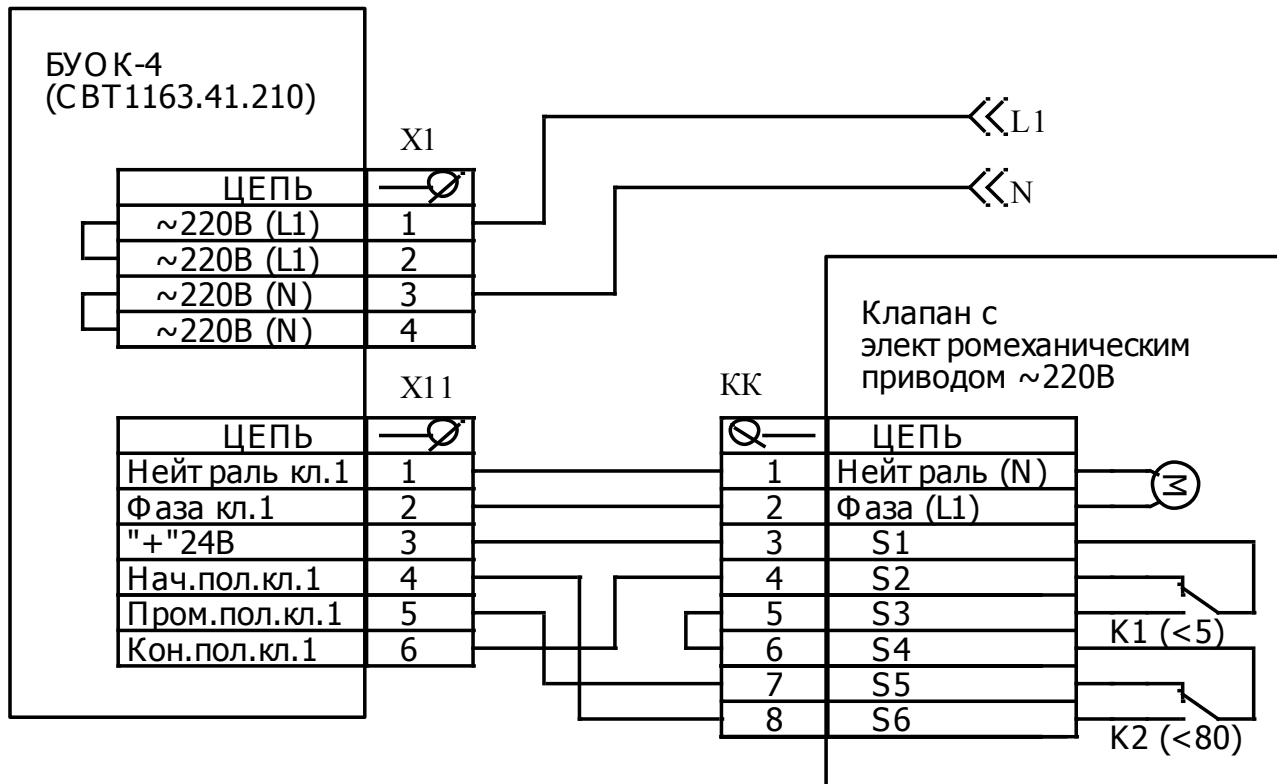 БУОК-4
(СВТ1163.41.210)
X1
ЦЕПЬ
~220В (L1) 1
~220В (L1) 2
~220В (N) 3
~220В (N) 4
L1
N
Клапан с
электромеханическим
приводом ~220В
X11
ЦЕПЬ
Нейтраль кл.1 1
Фаза кл.1 2
"+"24В 3
Нач.пол.кл.1 4
Пром.пол.кл.1 5
Кон.пол.кл.1 6
КК
ЦЕПЬ
1 Нейтраль (N)
2 Фаза (L1)
3 S1
4 S2
5 S3
6 S4
7 S5
8 S6
M
K1 (<5)
K2 (<80)